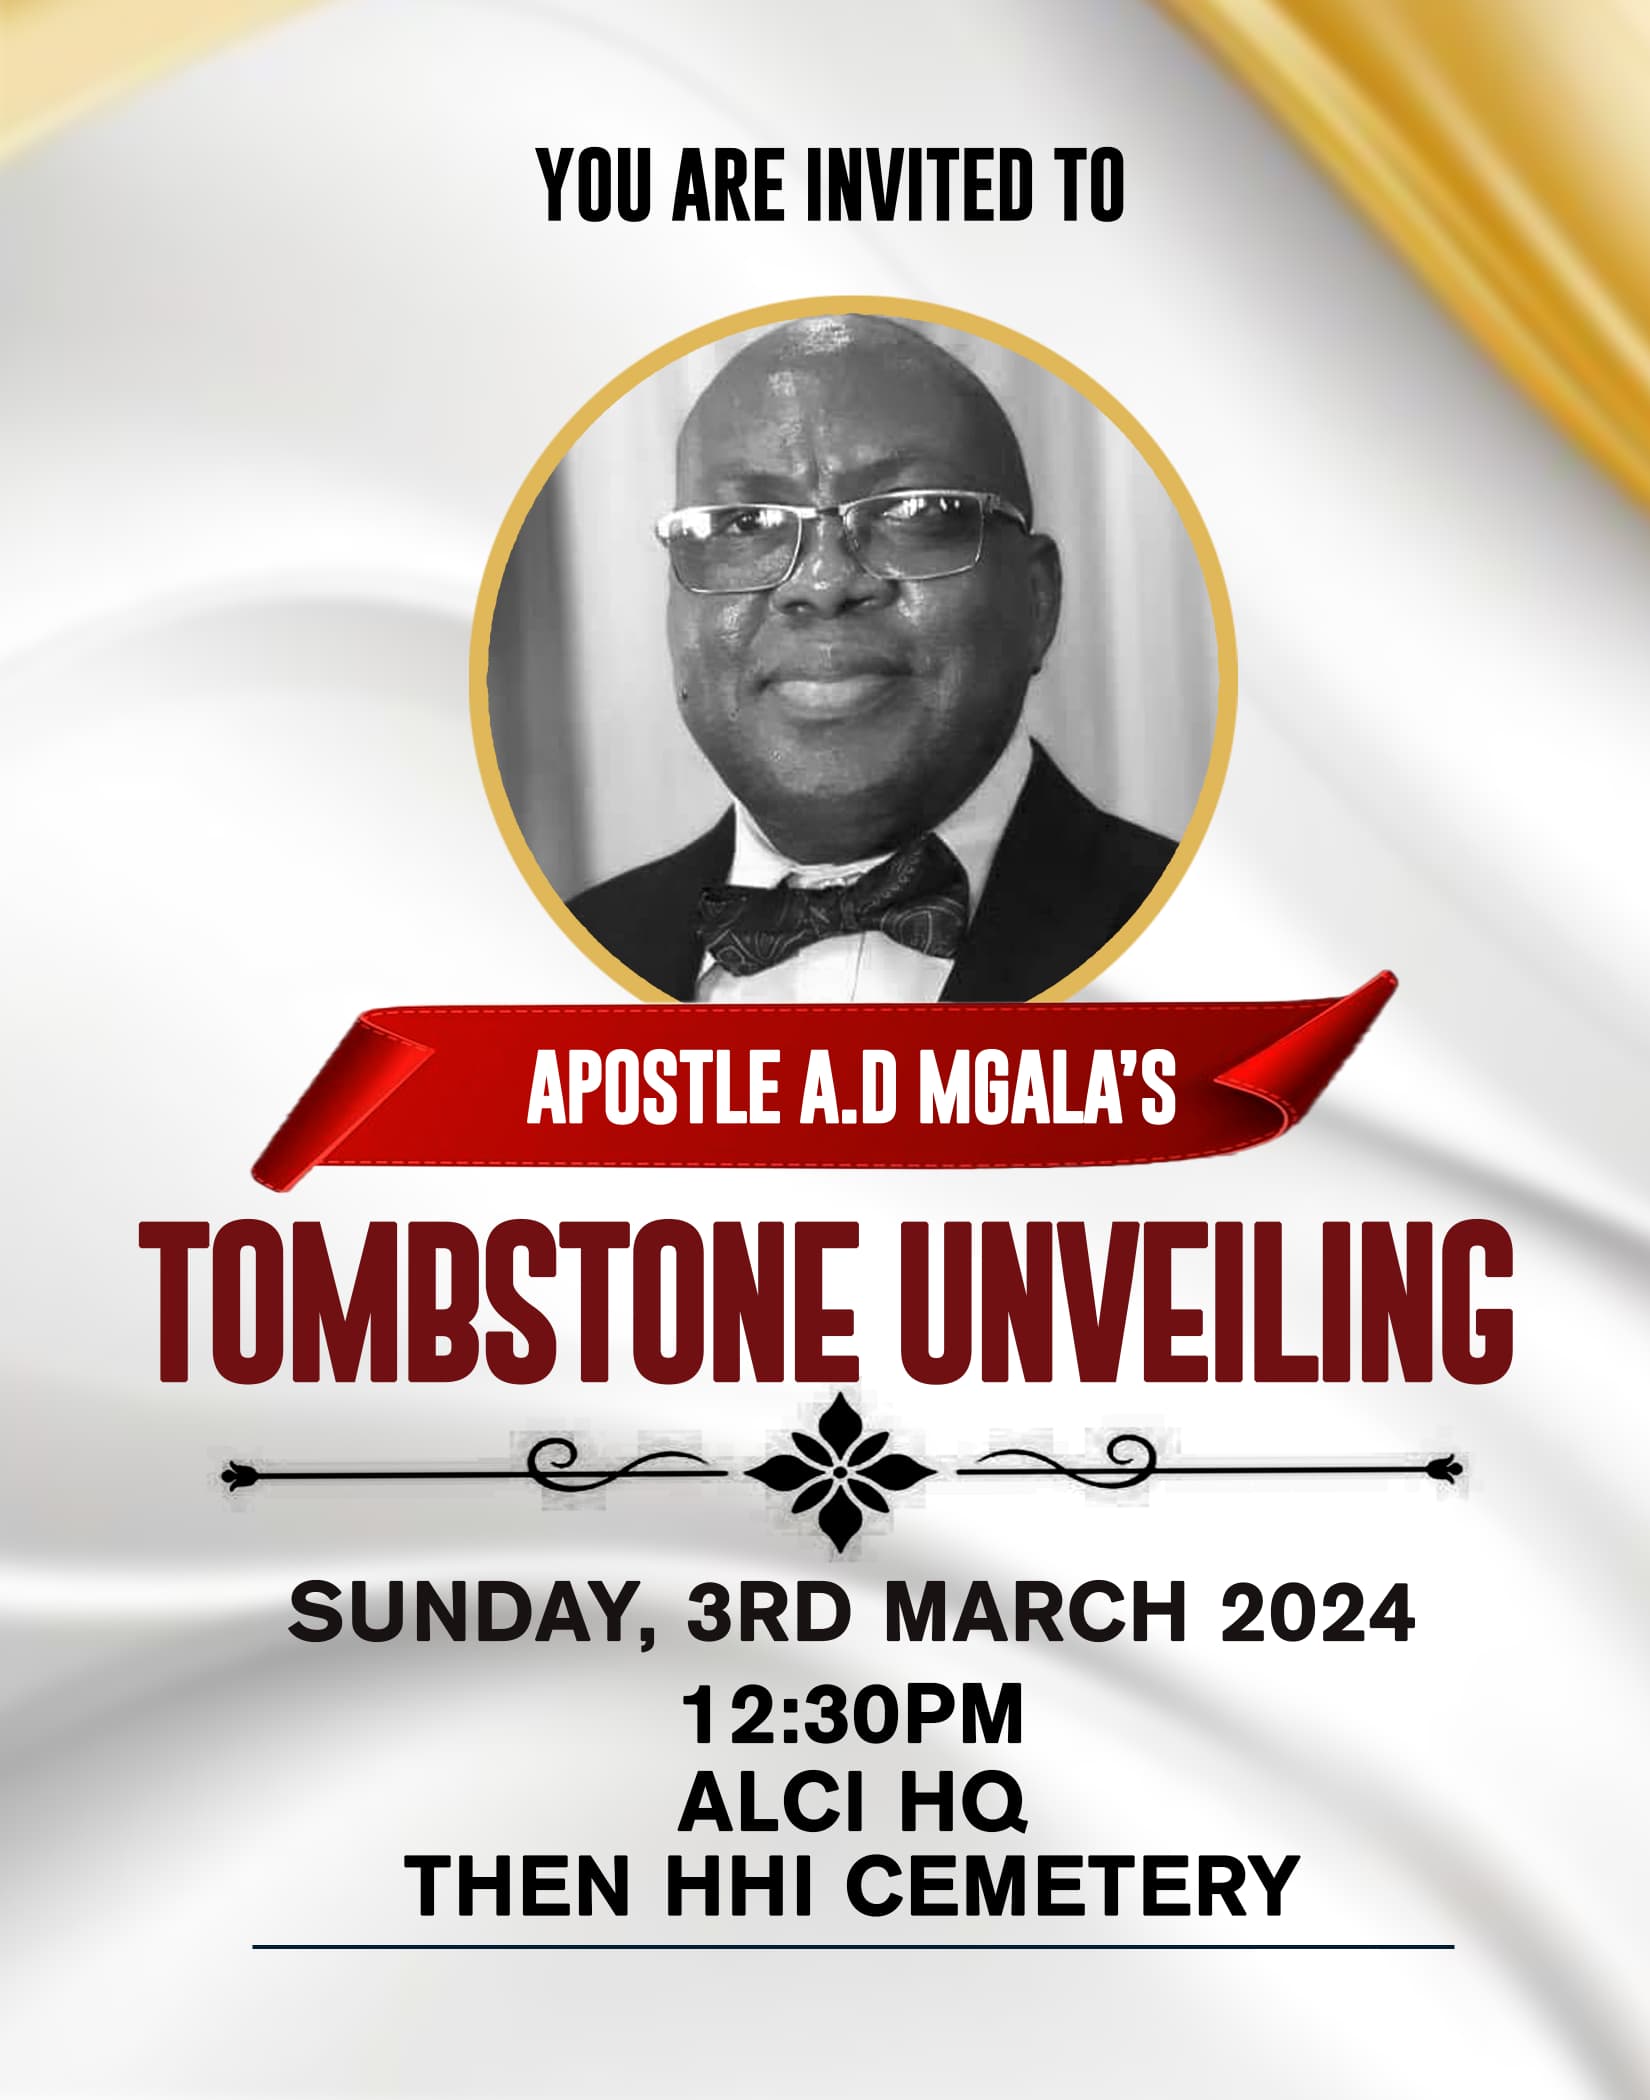 YOU ARE INVITED TO
APOSTLE A.D MGALA'S
TOMBSTONE UNVEILING
SUNDAY, 3RD MARCH 2024
12:30PM
ALCI HQ
THEN HHI CEMETERY